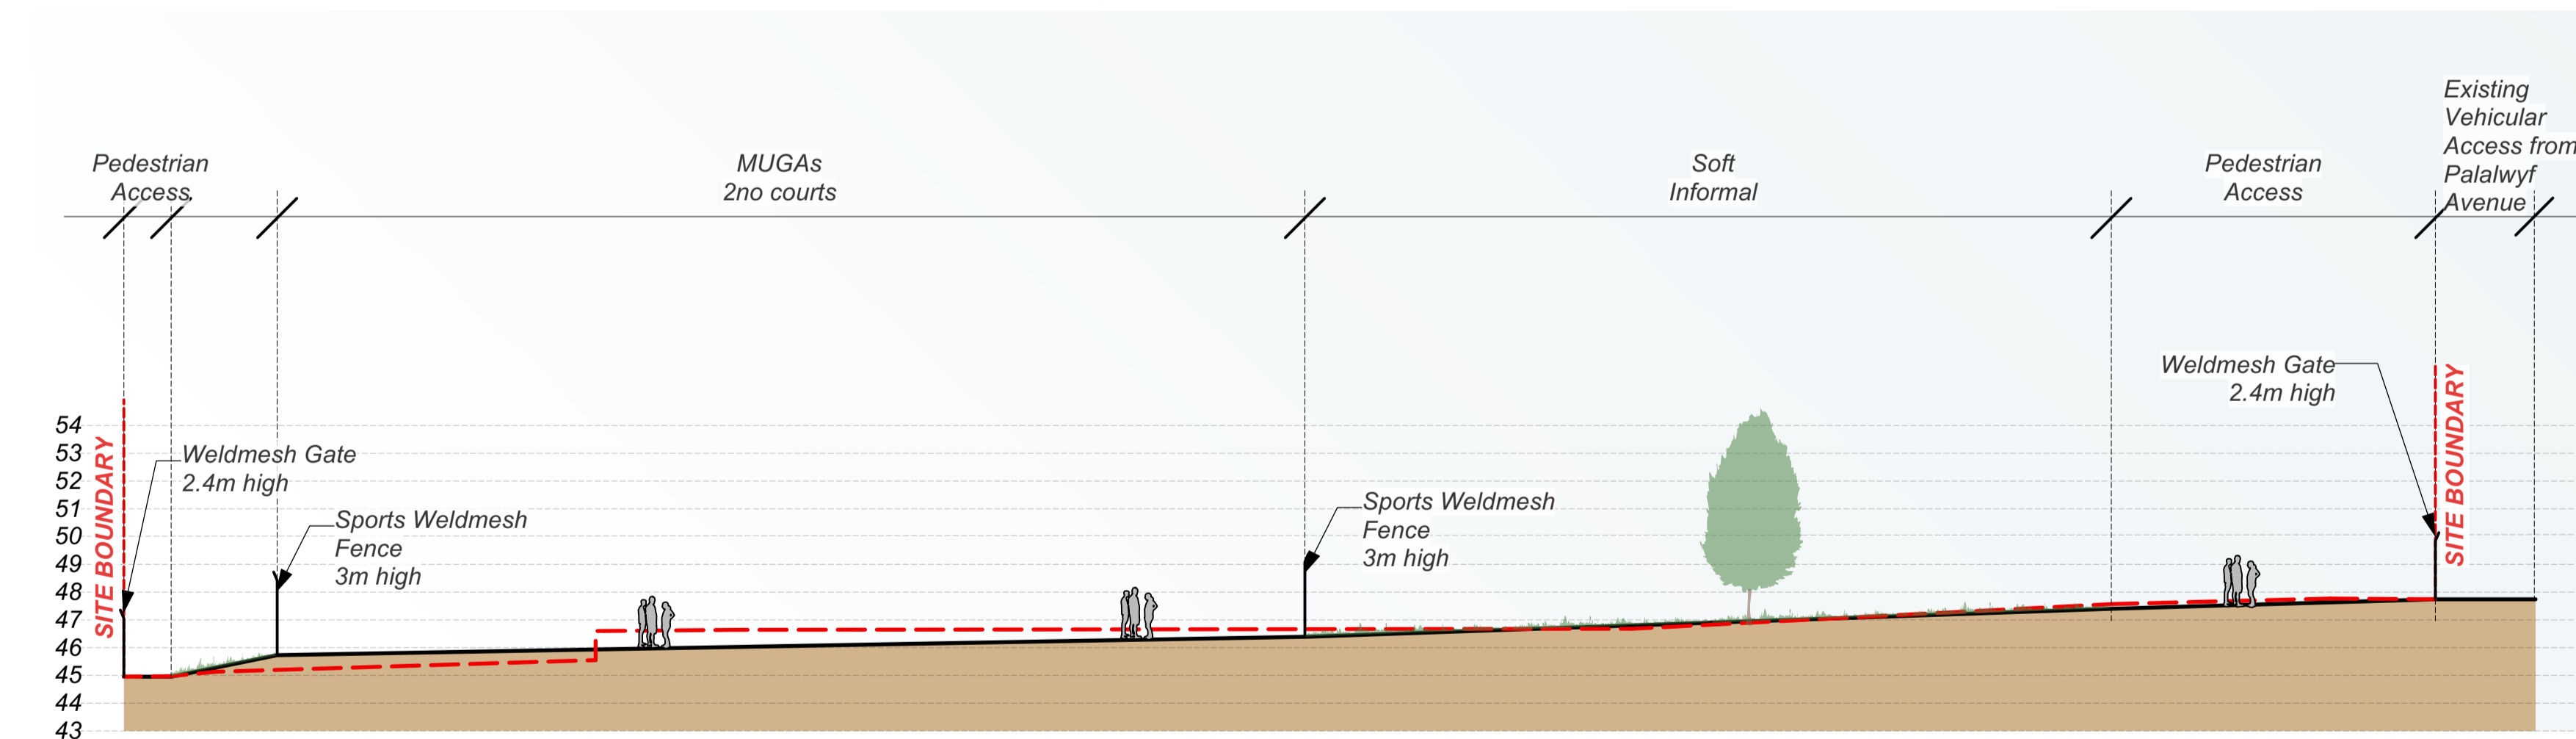 Existing
Vehicular
Access from
Palalwyf
Avenue
Pedestrian
Access
MUGAs
2no courts
Soft
Informal
Pedestrian
Access
Weldmesh Gate
2.4m high
SITE BOUNDARY
54
53
52
51
50
49
48
47
46
45
44
43
SITE BOUNDARY
Weldmesh Gate
2.4m high
Sports Weldmesh
Fence
3m high
Sports Weldmesh
Fence
3m high